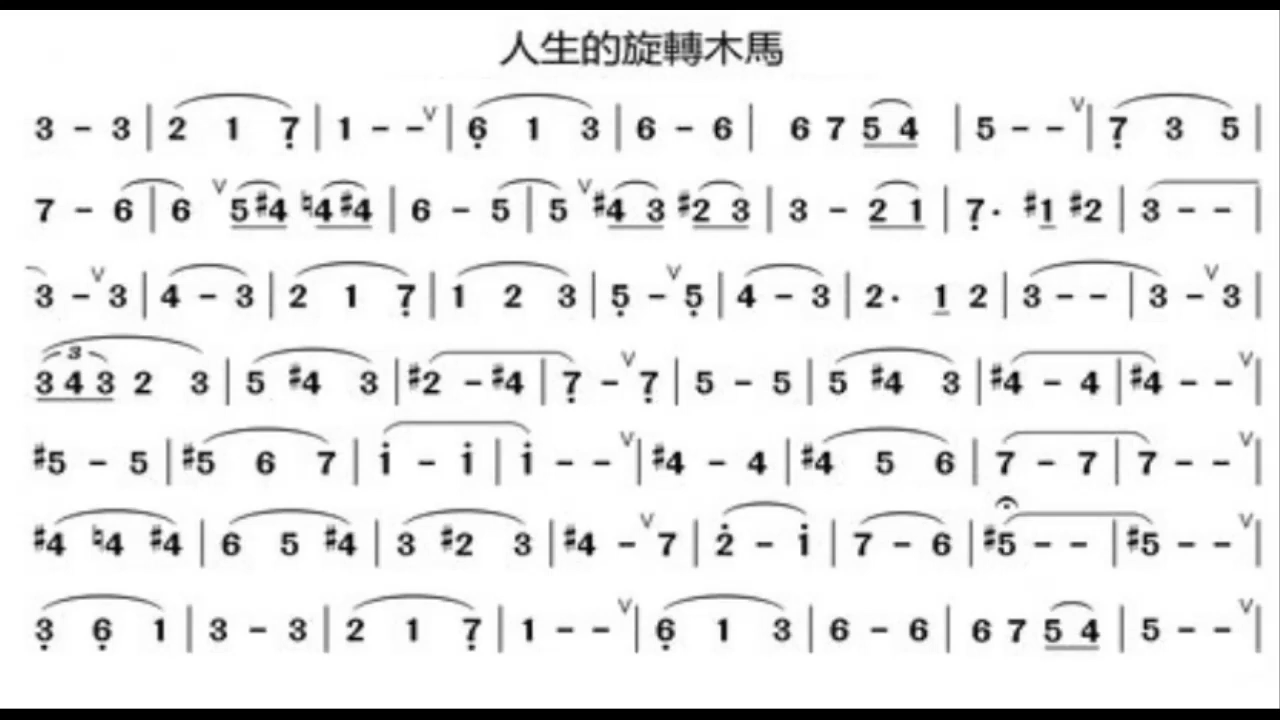 人生的旋轉木馬
3 - 3 | 2 1 7̣ | 1 - - ∨ | 6̣ 1 3 | 6 - 6 | 6 7 5 4 | 5 - - ∨ | 7̣ 3 5 |
7 - 6 | 6 ∨ 5 #4 ♮4 #4 | 6 - 5 | 5 ∨ #4 3 #2 3 | 3 - 2 1 | 7̣· #1 #2 | 3 - - |
3 - ∨ 3 | 4 - 3 | 2 1 7̣ | 1 2 3 | 5̣ - ∨ 5̣ | 4 - 3 | 2· 1 2 | 3 - - | 3 - ∨ 3 |
3
3 4 3 2 3 | 5 #4 3 | #2 - #4 | 7̣ - ∨ 7̣ | 5 - 5 | 5 #4 3 | #4 - 4 | #4 - - ∨ |
#5 - 5 | #5 6 7 | i - i | i - - ∨ | #4 - 4 | #4 5 6 | 7 - 7 | 7 - - ∨ |
#4 ♮4 #4 | 6 5 #4 | 3 #2 3 | #4 - ∨ 7 | 2̇ - i | 7 - 6 | #5 - - | #5 - - ∨ |
3̣ 6̣ 1 | 3 - 3 | 2 1 7̣ | 1 - - ∨ | 6̣ 1 3 | 6 - 6 | 6 7 5 4 | 5 - - ∨ |